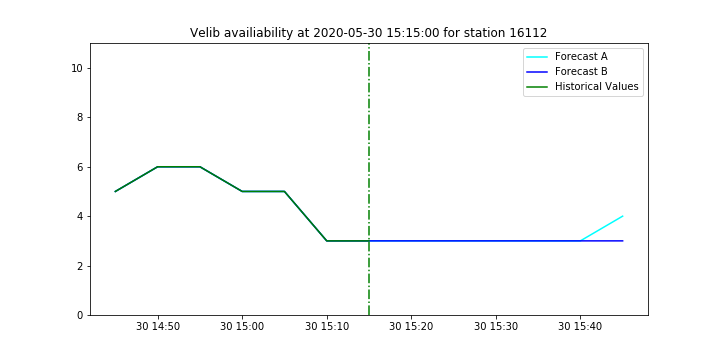 Velib availiability at 2020-05-30 15:15:00 for station 16112
Forecast A
Forecast B
Historical Values
10
8
6
4
2
0
30 14:50 30 15:00 30 15:10 30 15:20 30 15:30 30 15:40